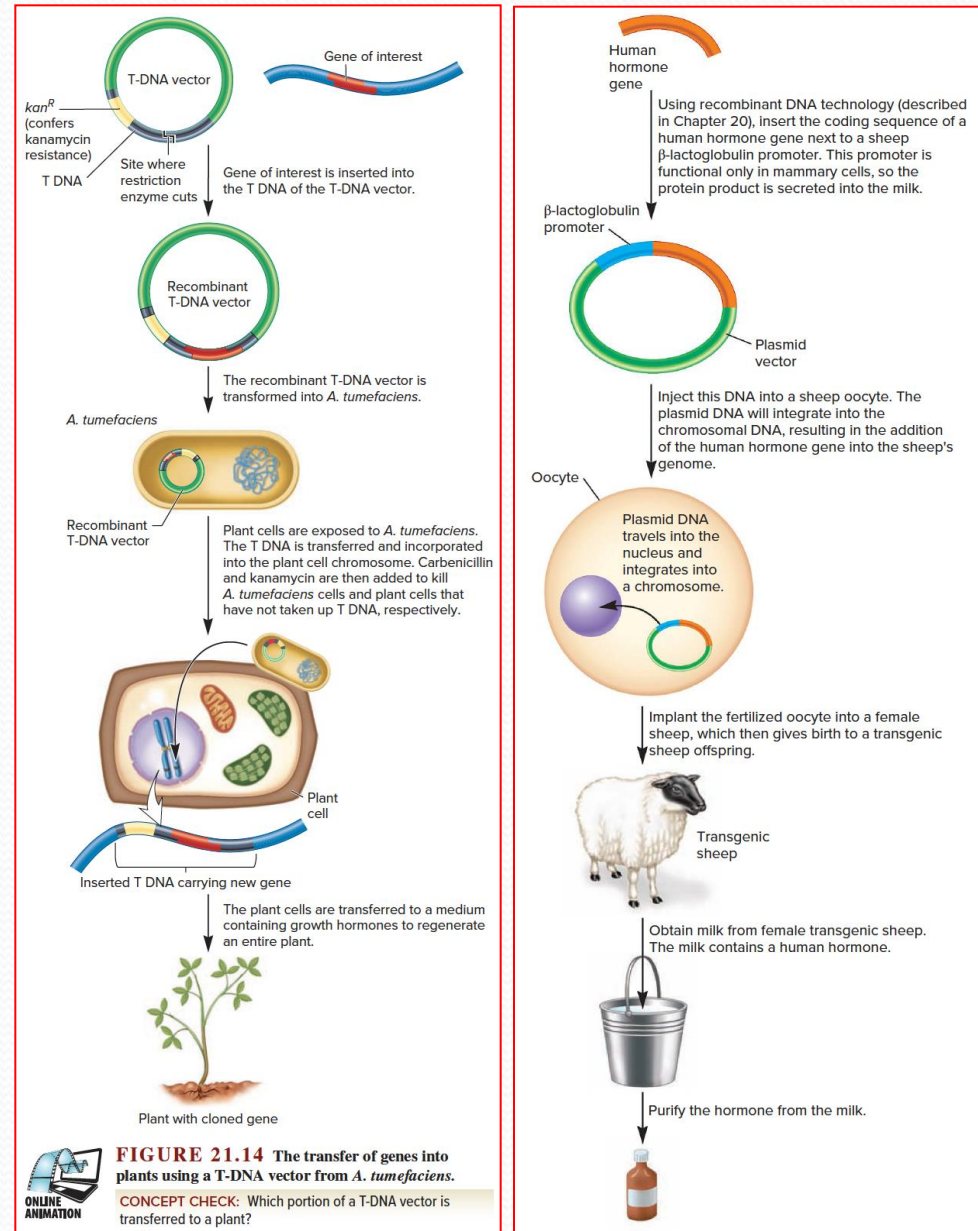 T-DNA vector
Gene of interest
kanR
(confers
kanamycin
resistance)
T DNA
Site where
restriction
enzyme cuts
Gene of interest is inserted
into the T DNA of the T-DNA vector.
Recombinant
T-DNA vector
The recombinant T-DNA vector is
transformed into A. tumefaciens.
A. tumefaciens
Recombinant
T-DNA vector
Plant cells are exposed to A. tumefaciens.
The T DNA is transferred and incorporated
into the plant cell chromosome. Carbenicillin
and kanamycin are then added to kill
A. tumefaciens cells and plant cells that
have not taken up T DNA, respectively.
Plant
cell
Inserted T DNA carrying new gene
The plant cells are transferred to a medium
containing growth hormones to regenerate
an entire plant.
Plant with cloned gene
ONLINE
ANIMATION
FIGURE 21.14 The transfer of genes into
plants using a T-DNA vector from A. tumefaciens.
CONCEPT CHECK: Which portion of a T-DNA vector is
transferred to a plant?
Human
hormone
gene
Using recombinant DNA technology (described
in Chapter 20), insert the coding sequence of a
human hormone gene next to a sheep
β-lactoglobulin promoter. This promoter is
functional only in mammary cells, so the
protein product is secreted into the milk.
β-lactoglobulin
promoter
Plasmid
vector
Inject this DNA into a sheep oocyte. The
plasmid DNA will integrate into the
chromosomal DNA, resulting in the addition
of the human hormone gene into the sheep's
genome.
Oocyte
Plasmid DNA
travels into the
nucleus and
integrates into
a chromosome.
Implant the fertilized oocyte into a female
sheep, which then gives birth to a transgenic
sheep offspring.
Transgenic
sheep
Obtain milk from female transgenic sheep.
The milk contains a human hormone.
Purify the hormone from the milk.